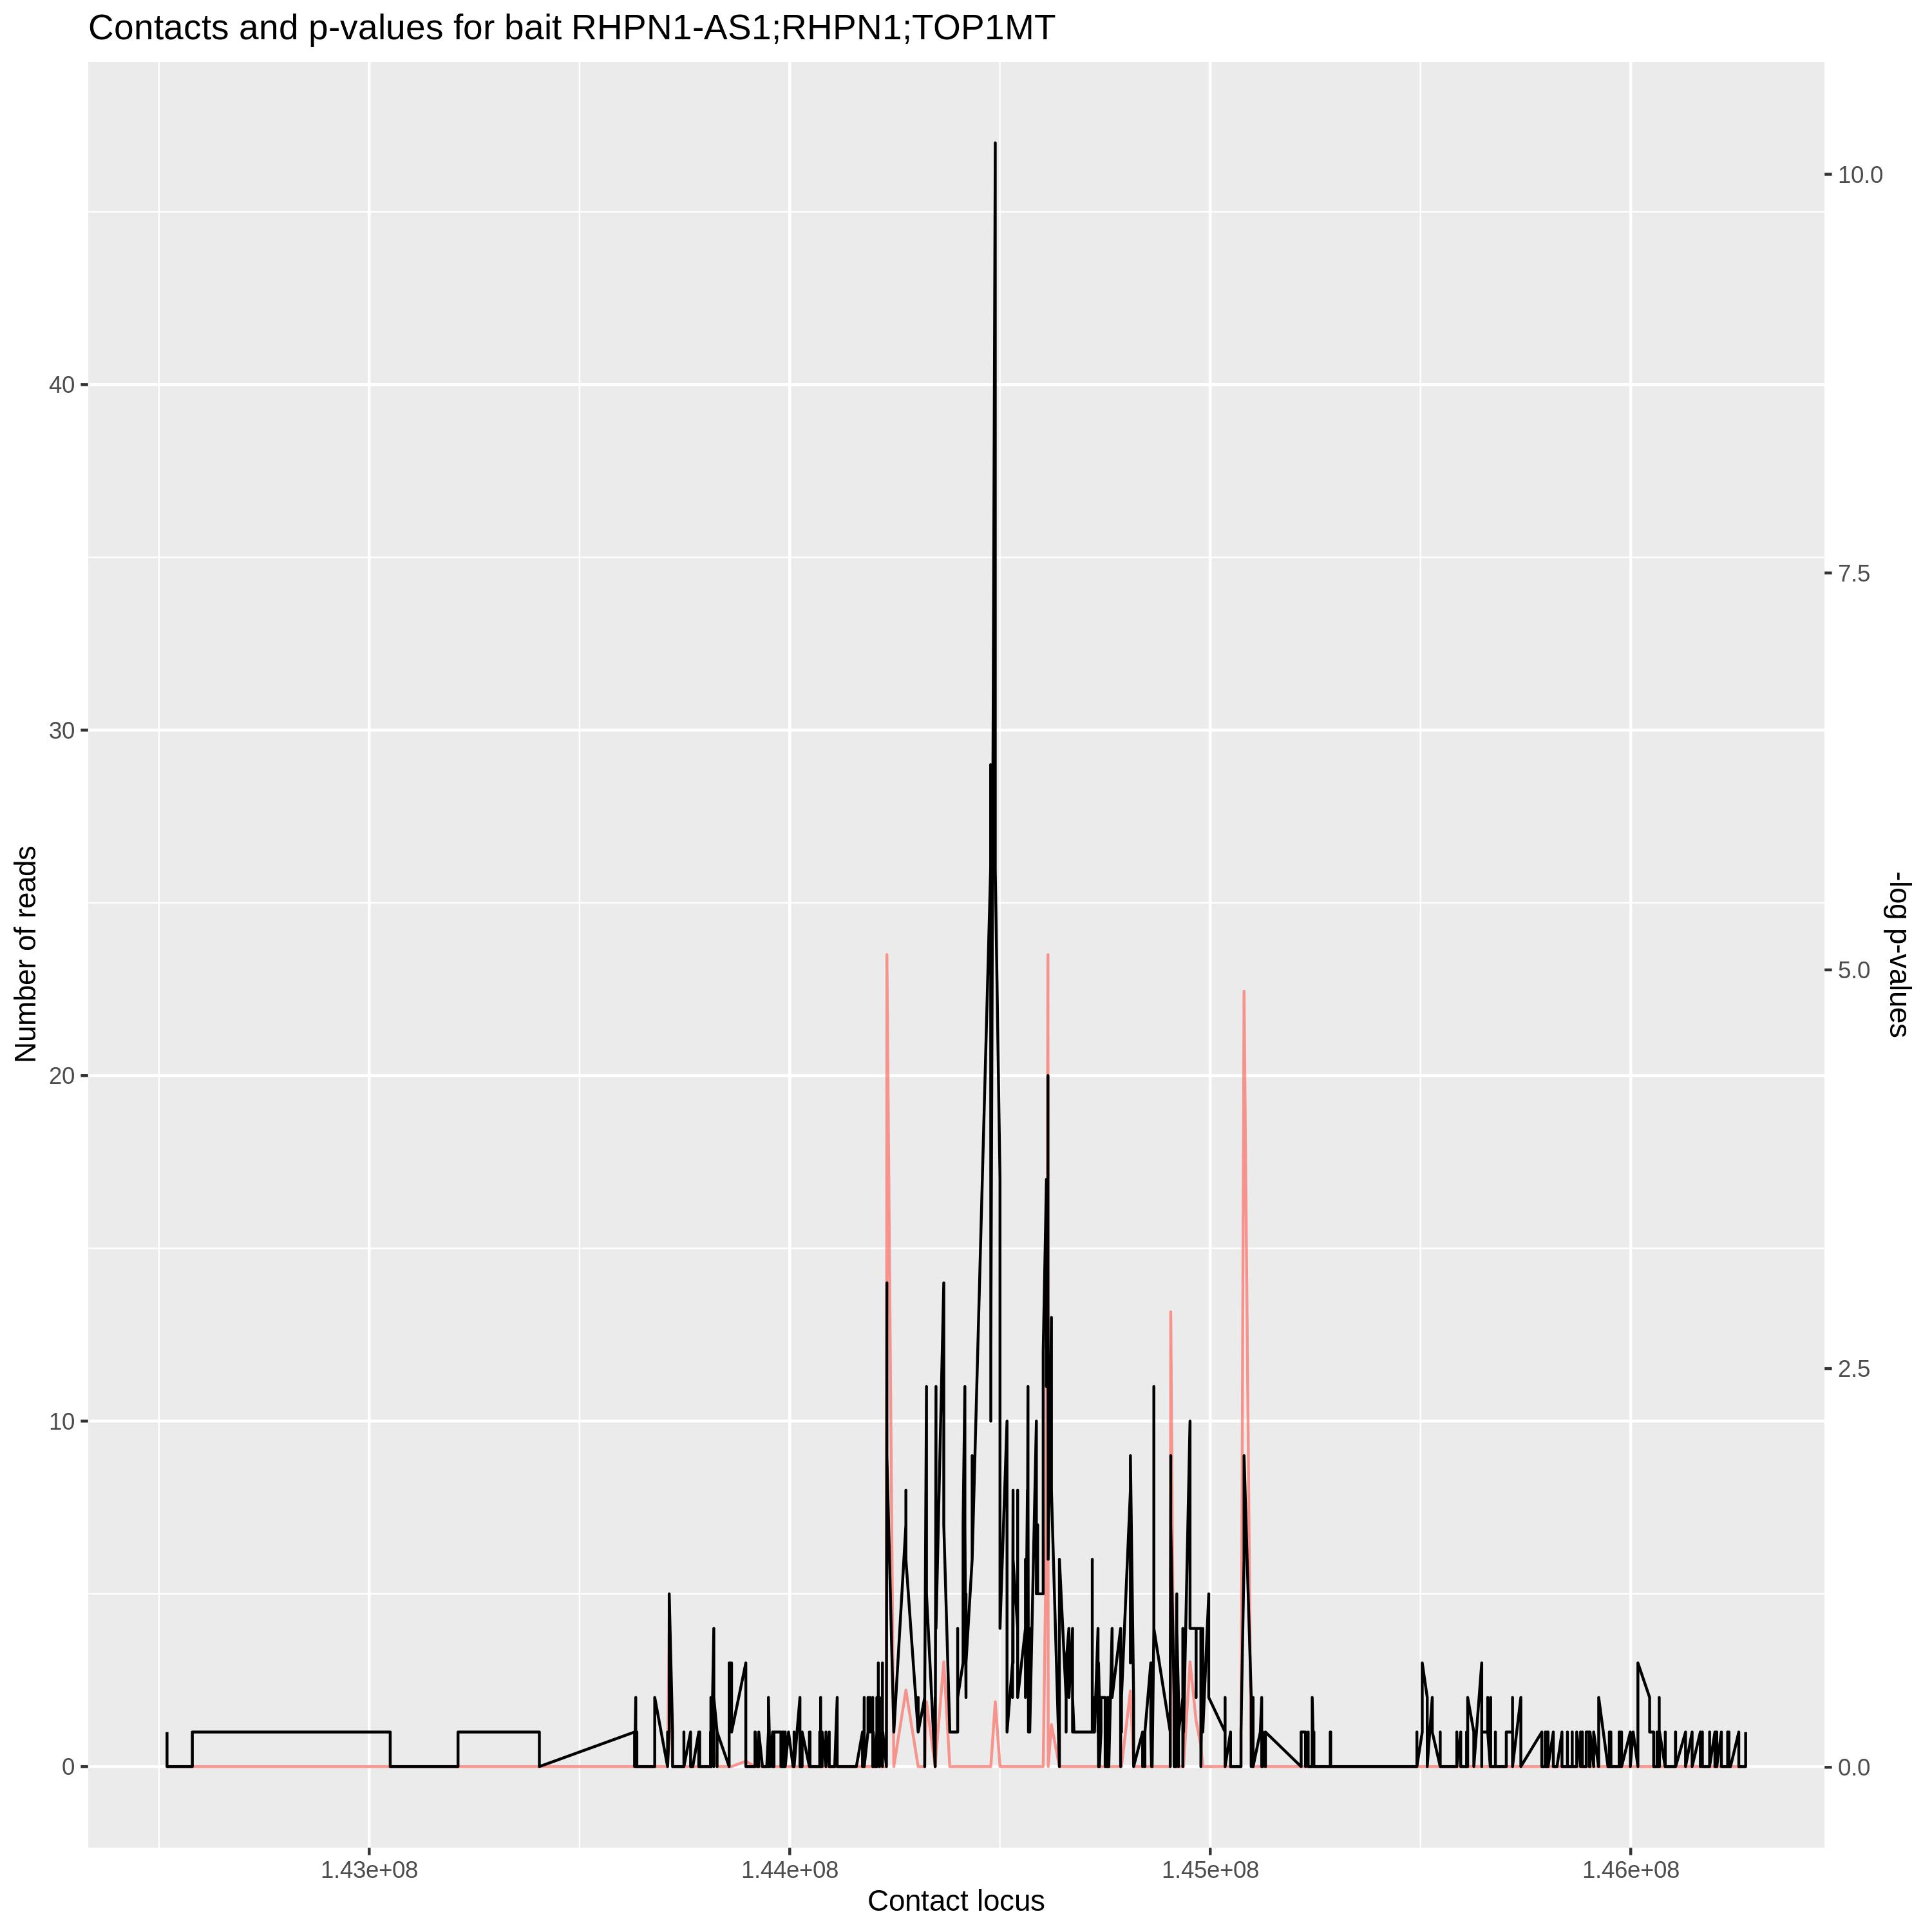 Contacts and p-values for bait RHPN1-AS1;RHPN1;TOP1MT
Number of reads
40
30
20
10
0
10.0
7.5
5.0
2.5
0.0
-log p-values
1.43e+08 1.44e+08 1.45e+08 1.46e+08
Contact locus